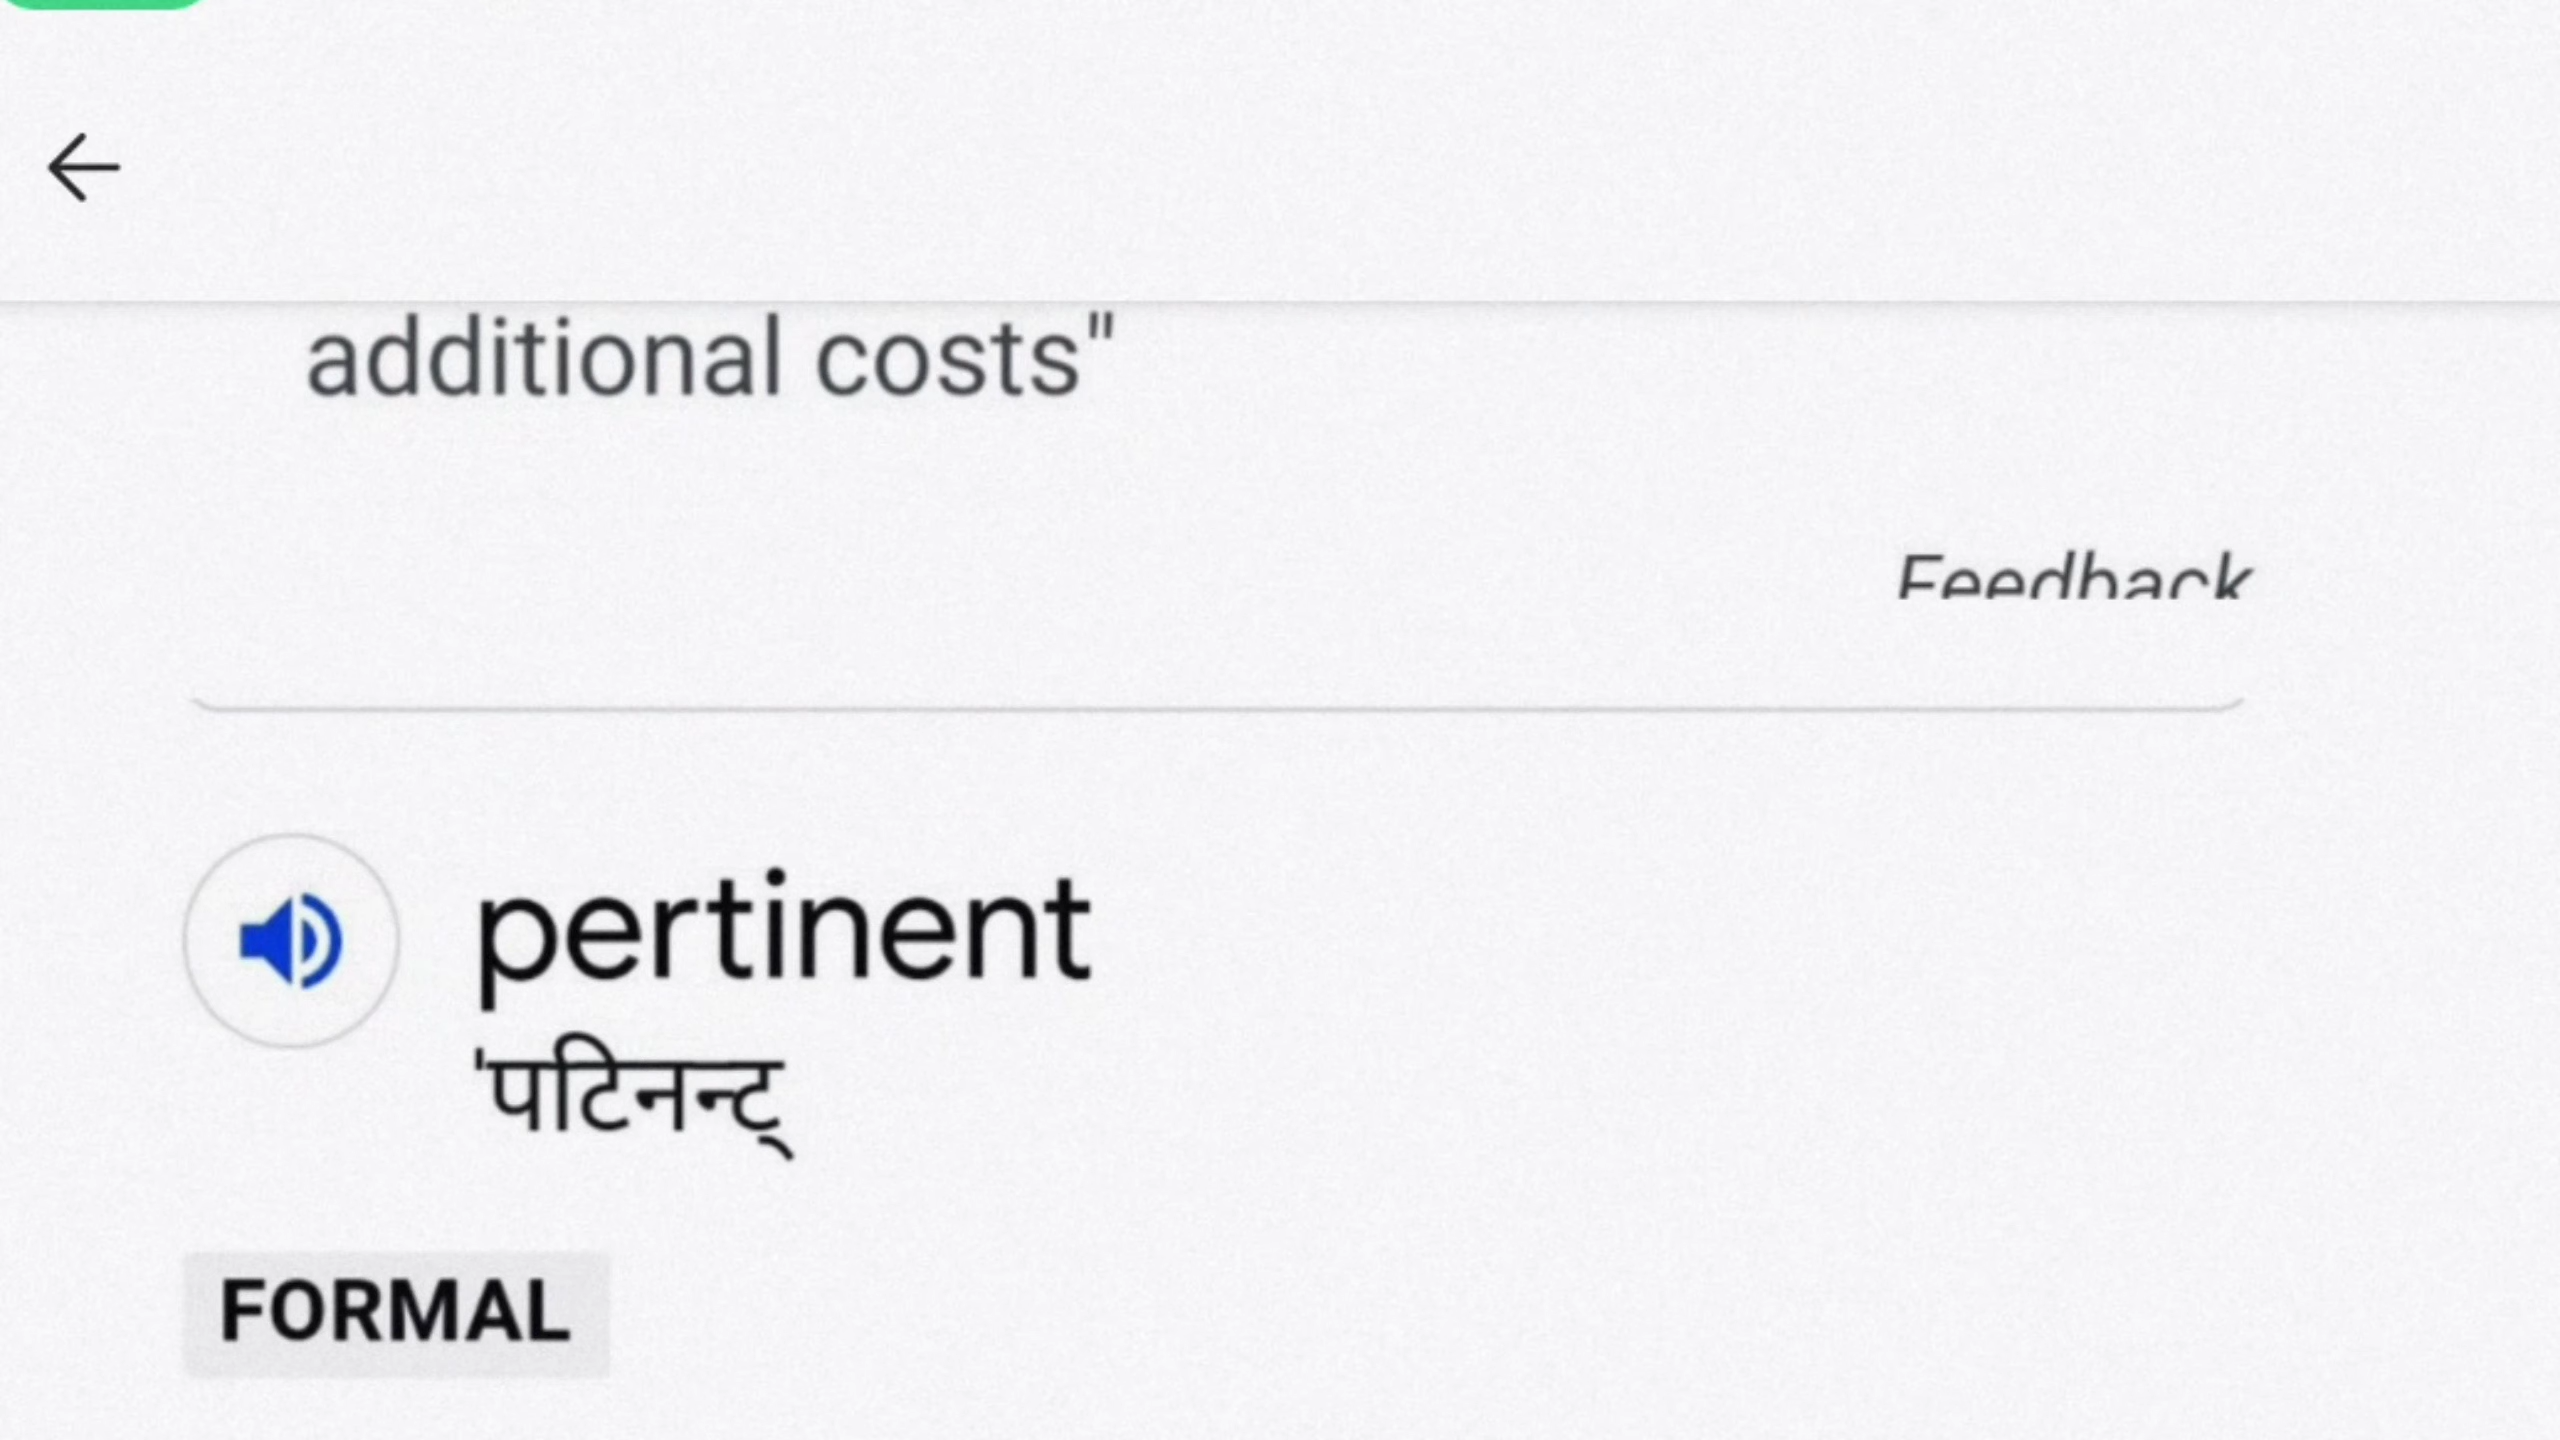 additional costs"
Feedback
pertinent
'पटिनन्ट्
FORMAL